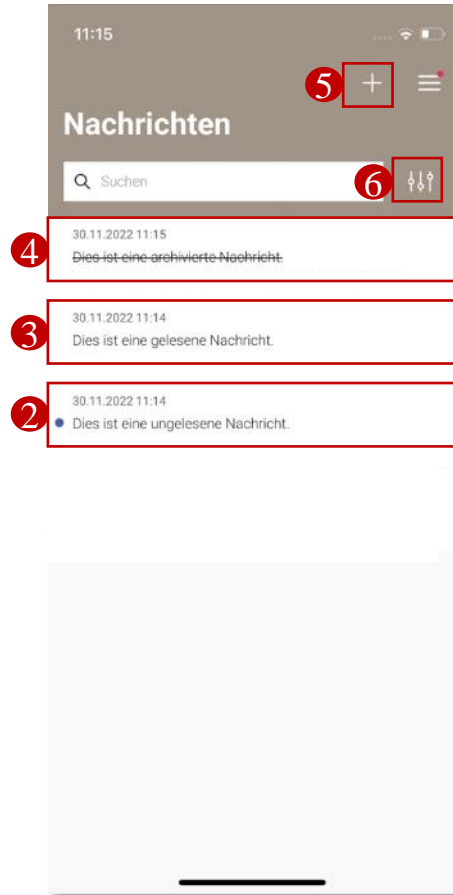 11:15
5
Nachrichten
Suchen
6
30.11.2022 11:15
4
Dies ist eine archivierte Nachricht.
30.11.2022 11:14
3
Dies ist eine gelesene Nachricht.
30.11.2022 11:14
2
Dies ist eine ungelesene Nachricht.